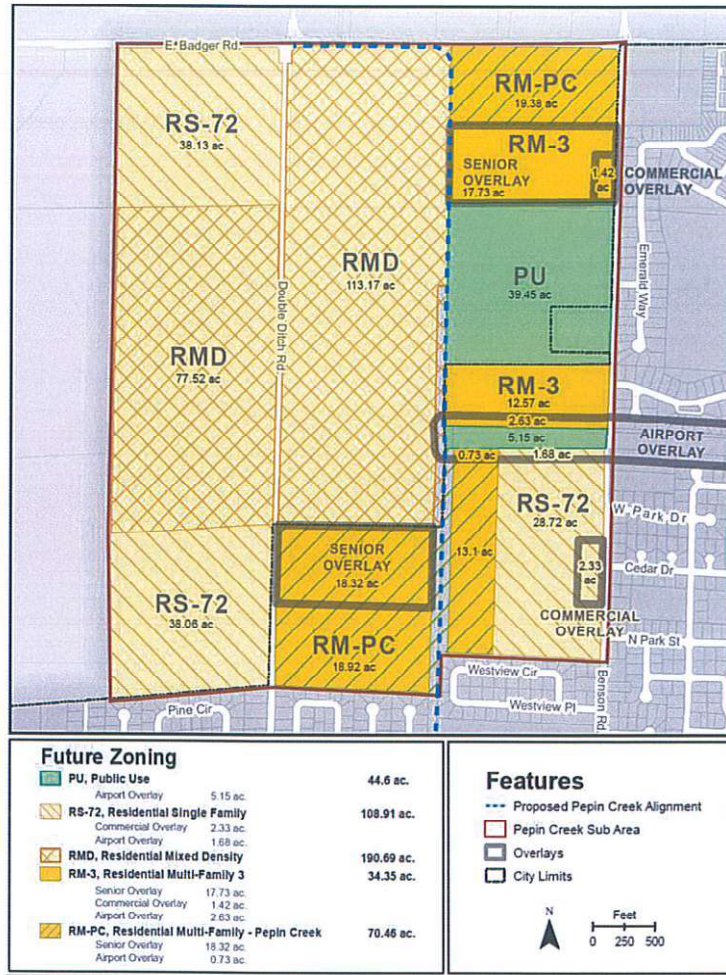 E. Badger Rd.
RS-72
38.13 ac
RM-PC
19.38 ac
RM-3
SENIOR
OVERLAY
17.73 ac
1.42
ac
COMMERCIAL
OVERLAY
RMD
113.17 ac
PU
39.45 ac
Emerald Way
Double Ditch Rd.
RMD
77.52 ac
RM-3
12.57 ac
2.63 ac
5.15 ac
0.73 ac
1.68 ac
AIRPORT
OVERLAY
RS-72
28.72 ac
W Park Dr
SENIOR
OVERLAY
18.32 ac
13.1 ac
2.33
ac
Cedar Dr
RS-72
38.06 ac
COMMERCIAL
OVERLAY
RM-PC
18.92 ac
N Park St
Westview Cir
Benson Rd.
Pine Cir
Westview Pl
Future Zoning
PU, Public Use 44.6 ac.
Airport Overlay 5.15 ac.
RS-72, Residential Single Family 108.91 ac.
Commercial Overlay 2.33 ac.
Airport Overlay 1.68 ac.
RMD, Residential Mixed Density 190.69 ac.
RM-3, Residential Multi-Family 3 34.35 ac.
Senior Overlay 17.73 ac.
Commercial Overlay 1.42 ac.
Airport Overlay 2.63 ac.
RM-PC, Residential Multi-Family - Pepin Creek 70.46 ac.
Senior Overlay 18.32 ac.
Airport Overlay 0.73 ac.
Features
Proposed Pepin Creek Alignment
Pepin Creek Sub Area
Overlays
City Limits
N
Feet
0 250 500